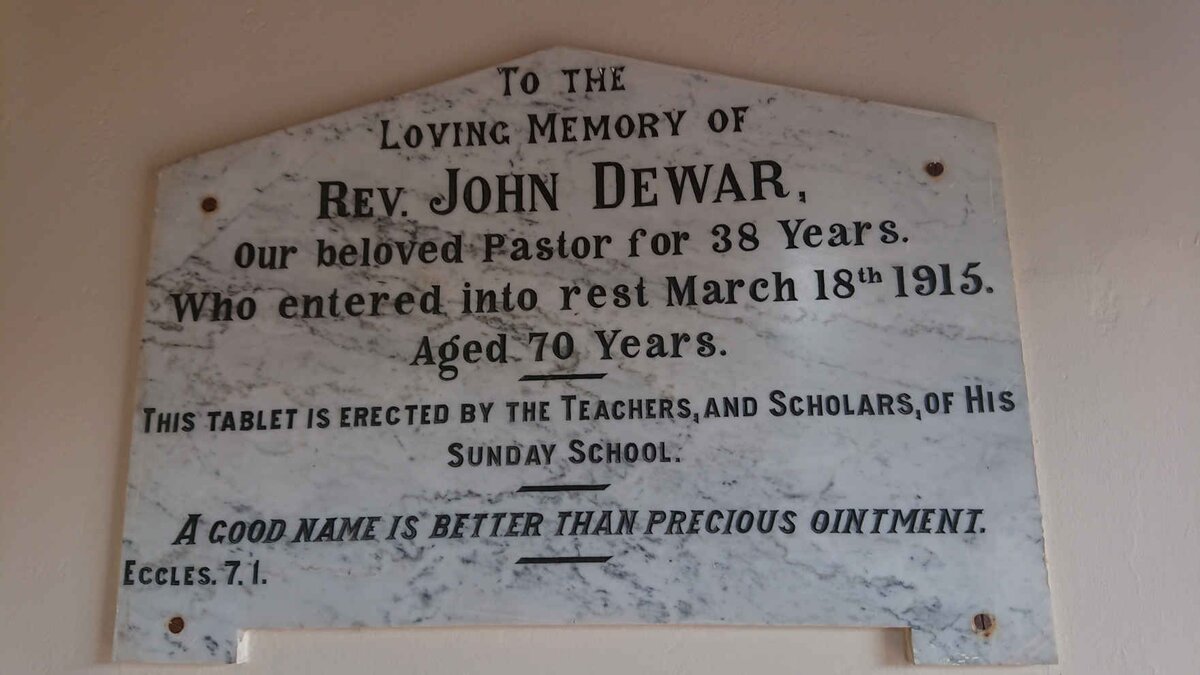 To the
Loving Memory of
Rev. John Dewar,
Our beloved Pastor for 38 Years.
Who entered into rest March 18th 1915.
Aged 70 Years.
This tablet is erected by the Teachers, and Scholars, of His
Sunday School.
A good name is better than precious ointment.
Eccles. 7. 1.